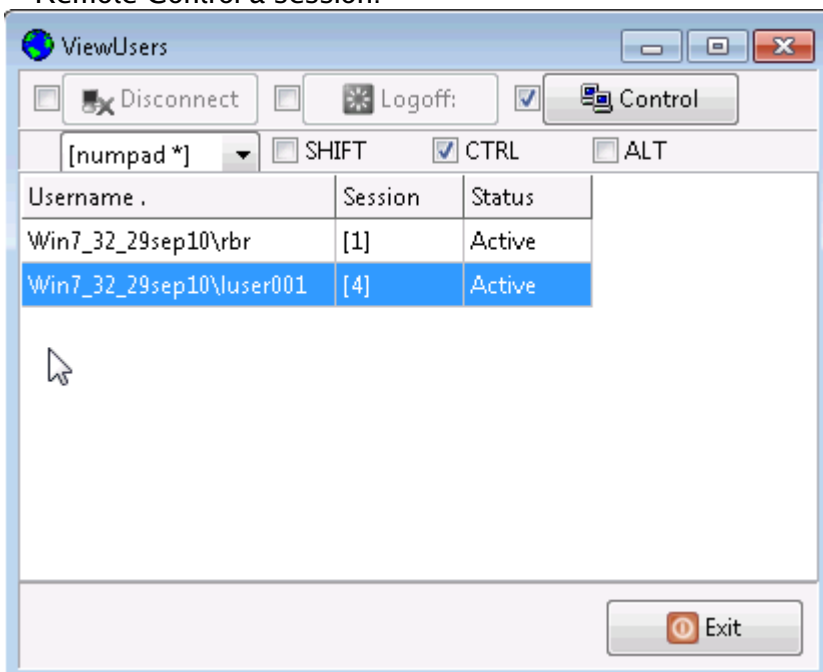 Remote Control a Session:
ViewUsers
Disconnect Logoff: Control
[numpad *] SHIFT CTRL ALT
Username . Session Status
Win7_32_29sep10\rbr [1] Active
Win7_32_29sep10\luser001 [4] Active
Exit